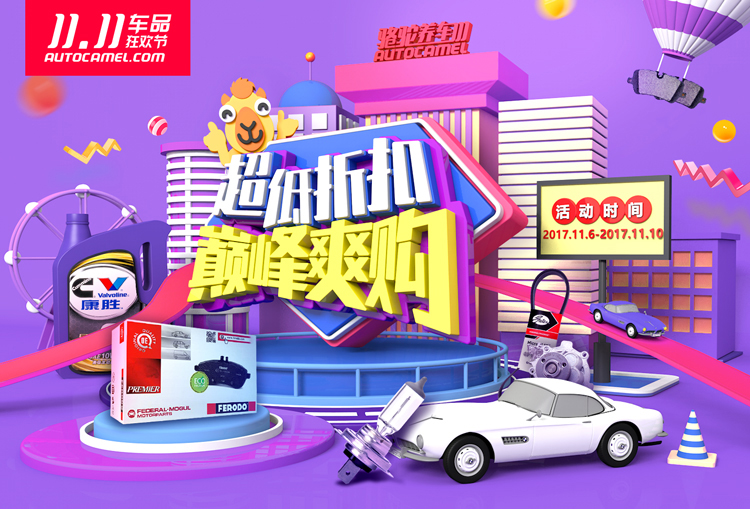 11.11 车品
狂欢节
AUTOCAMEL.COM
骆驼养车
AUTOCAMEL
超低折扣
巅峰爽购
活动时间
2017.11.6-2017.11.10
Valvoline
康胜
PREMIER
FEDERAL-MOGUL
MOTORPARTS
FERODO